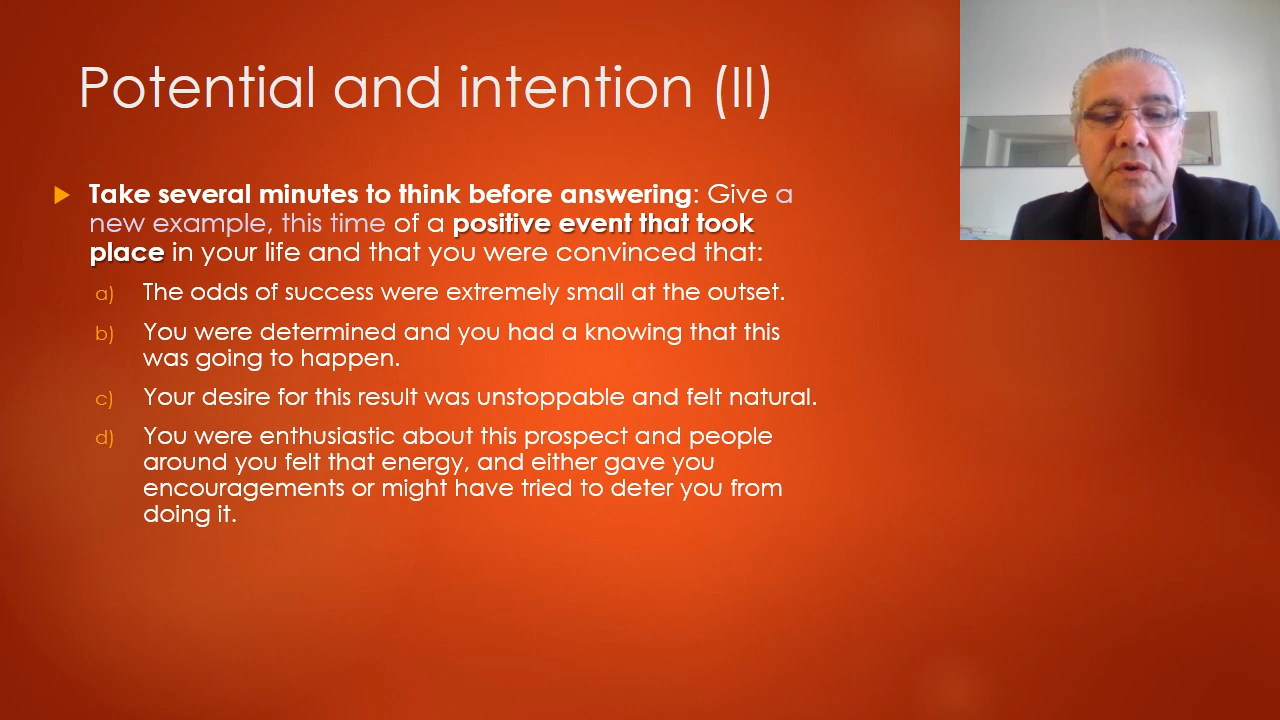 Potential and intention (II)
Take several minutes to think before answering: Give a
new example, this time of a positive event that took
place in your life and that you were convinced that:
a) The odds of success were extremely small at the outset.
b) You were determined and you had a knowing that this
was going to happen.
c) Your desire for this result was unstoppable and felt natural.
d) You were enthusiastic about this prospect and people
around you felt that energy, and either gave you
encouragements or might have tried to deter you from
doing it.